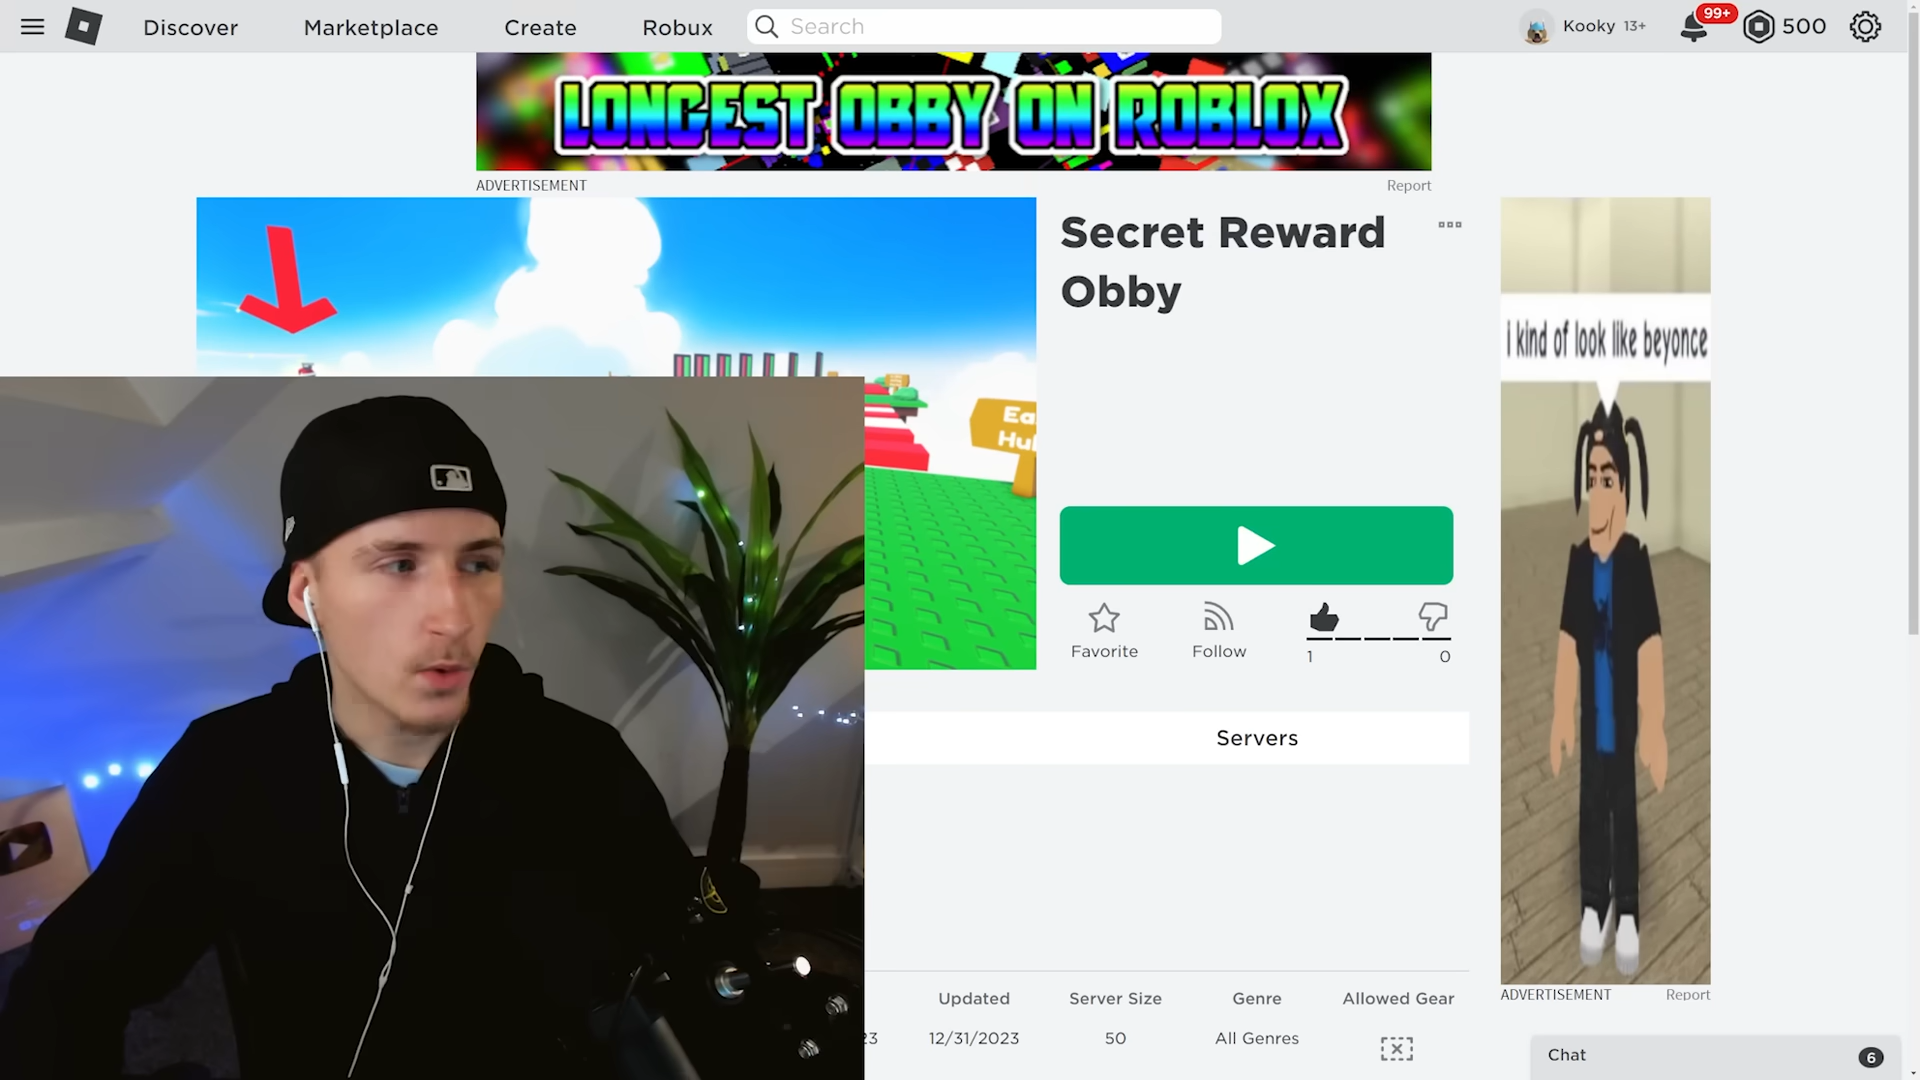 Discover
Marketplace
Create
Robux
Search
Kooky 13+
99+
500
LONGEST OBBY ON ROBLOX
ADVERTISEMENT
Report
Secret Reward
Obby
i kind of look like beyonce
Favorite
Follow
1
0
Servers
Updated
Server Size
Genre
Allowed Gear
12/31/2023
50
All Genres
ADVERTISEMENT
Report
Chat
6